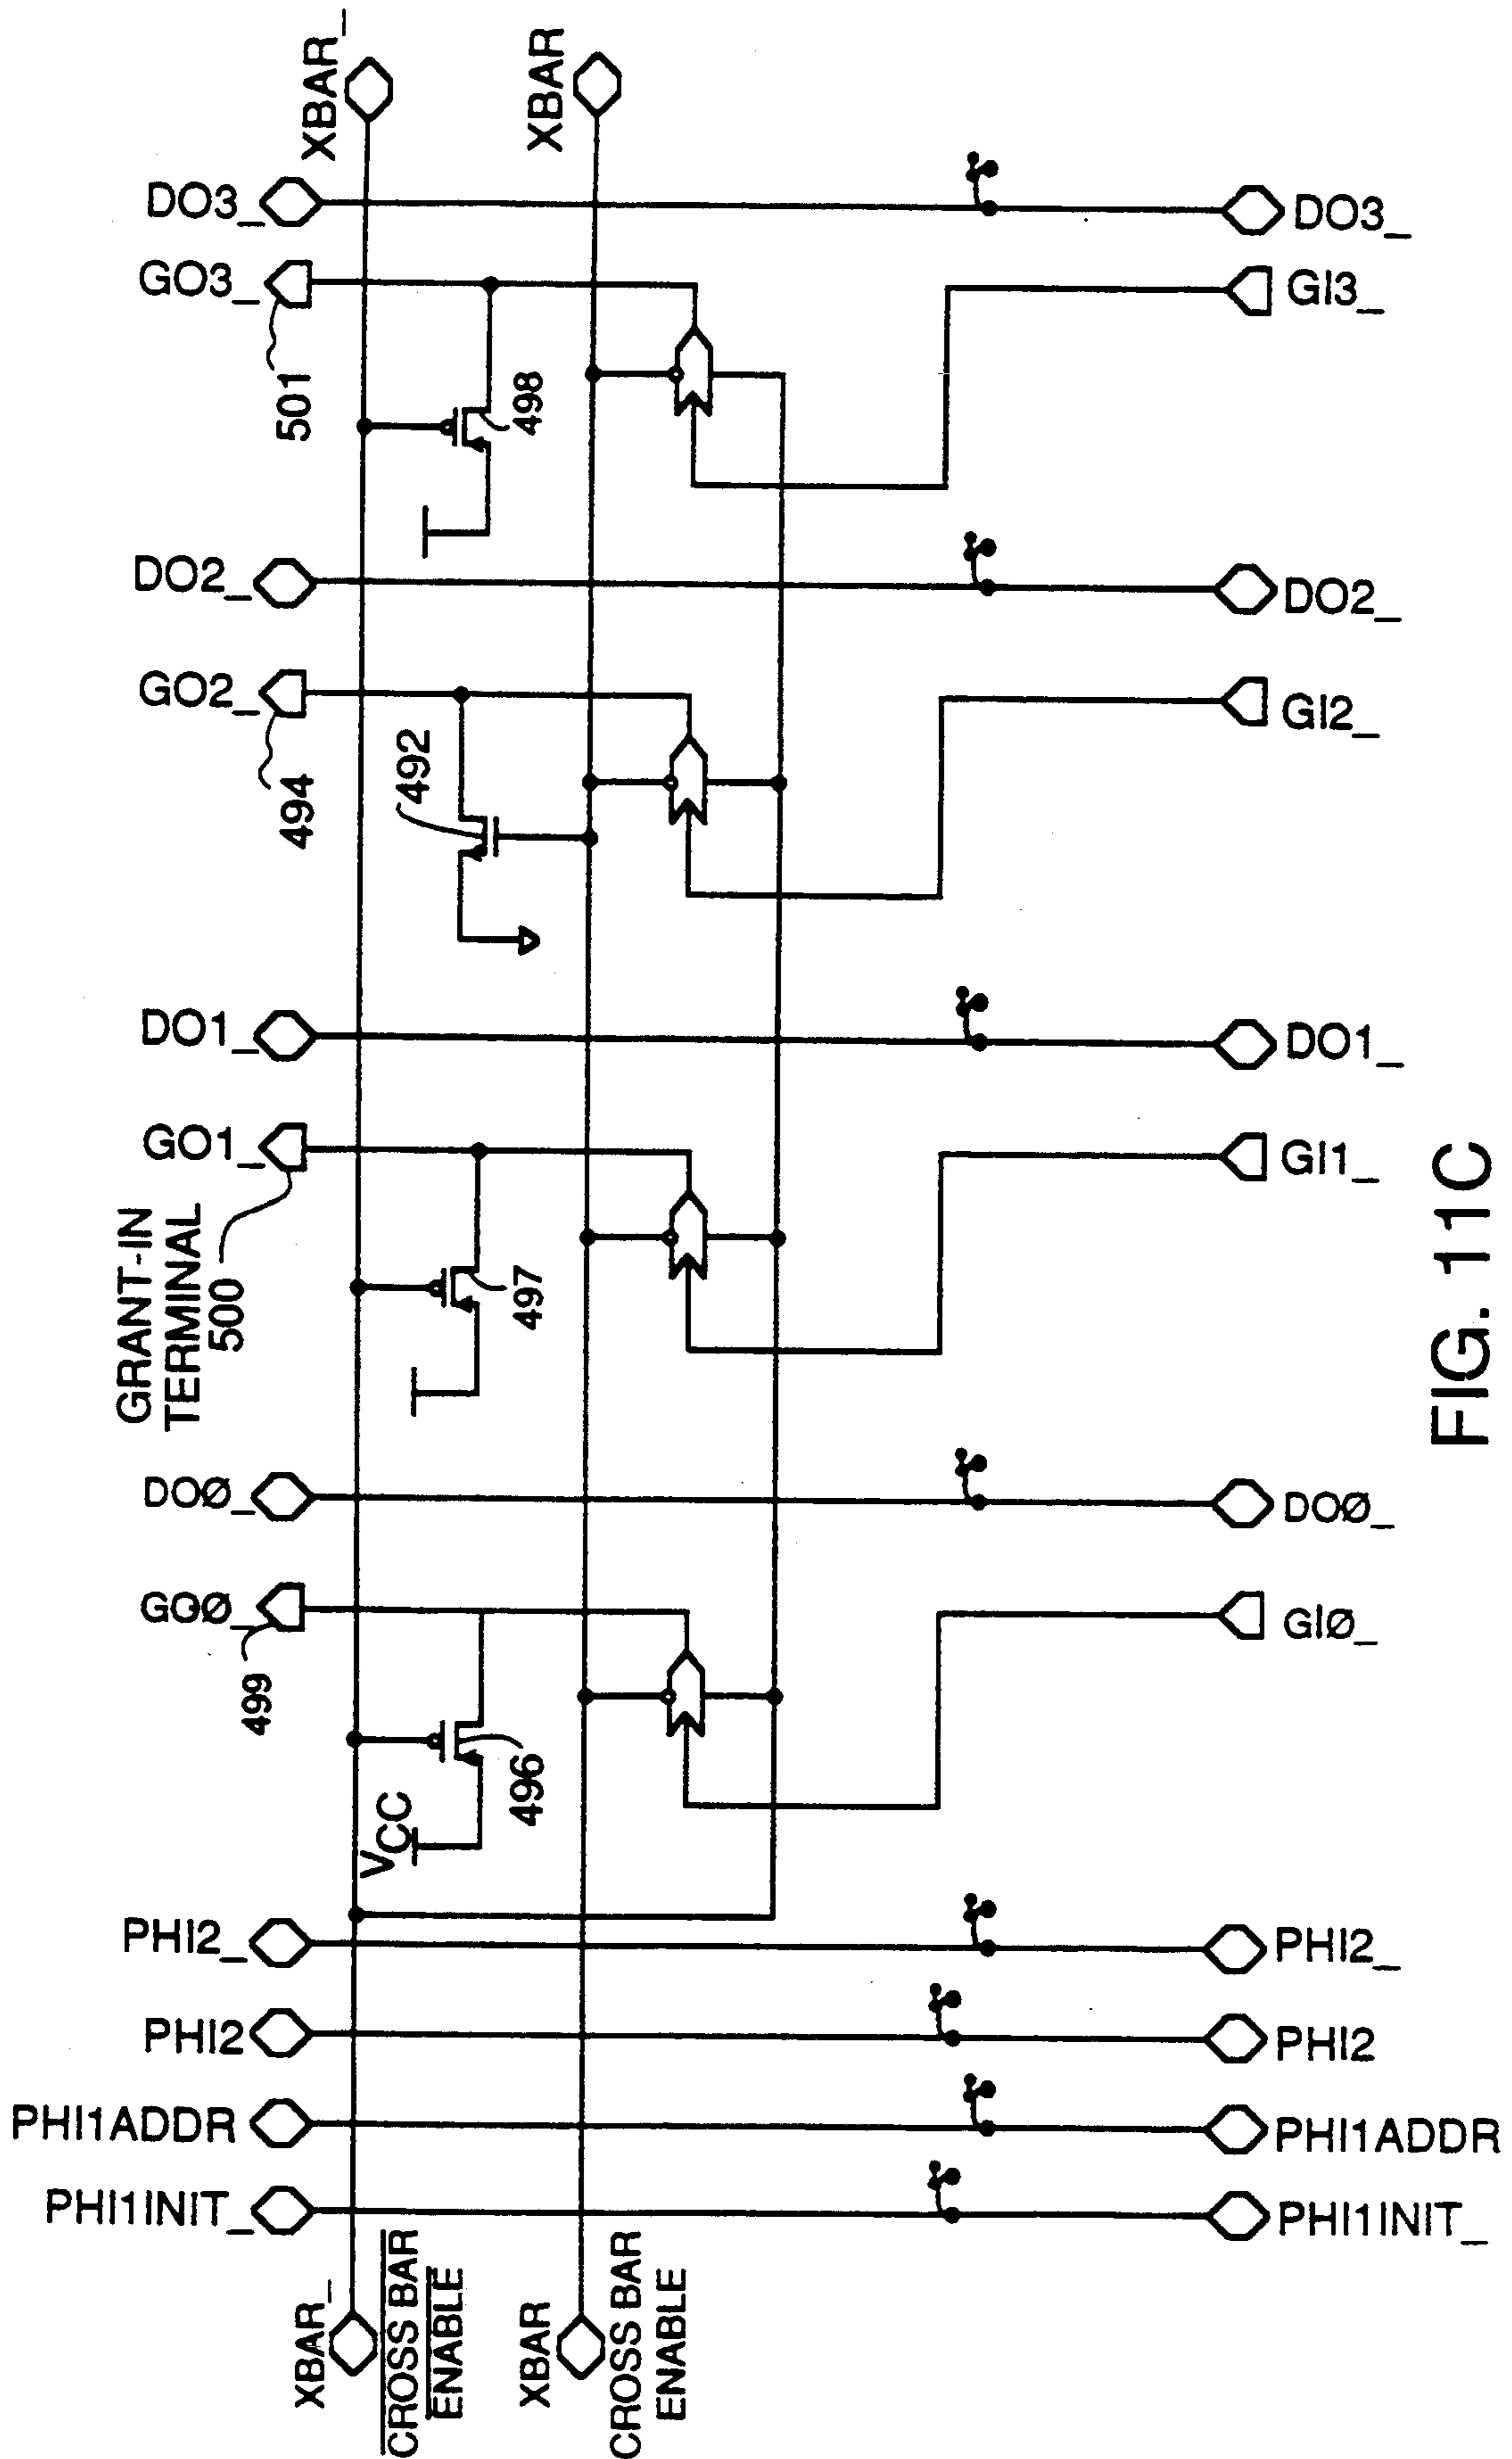 XBAR_
XBAR
DO3_
DO3_
GO3_
501
498
GI3_
DO2_
DO2_
GO2_
494
492
GI2_
DO1_
DO1_
GO1_
GRANT-IN
TERMINAL
500
497
GI1_
DOØ_
DOØ_
GOØ_
499
496
VCC
GIØ_
PHI2_
PHI2_
PHI2
PHI2
PHI1ADDR
PHI1ADDR
PHI1INIT_
PHI1INIT_
XBAR_
CROSS BAR
ENABLE
XBAR
CROSS BAR
ENABLE
FIG. 11C